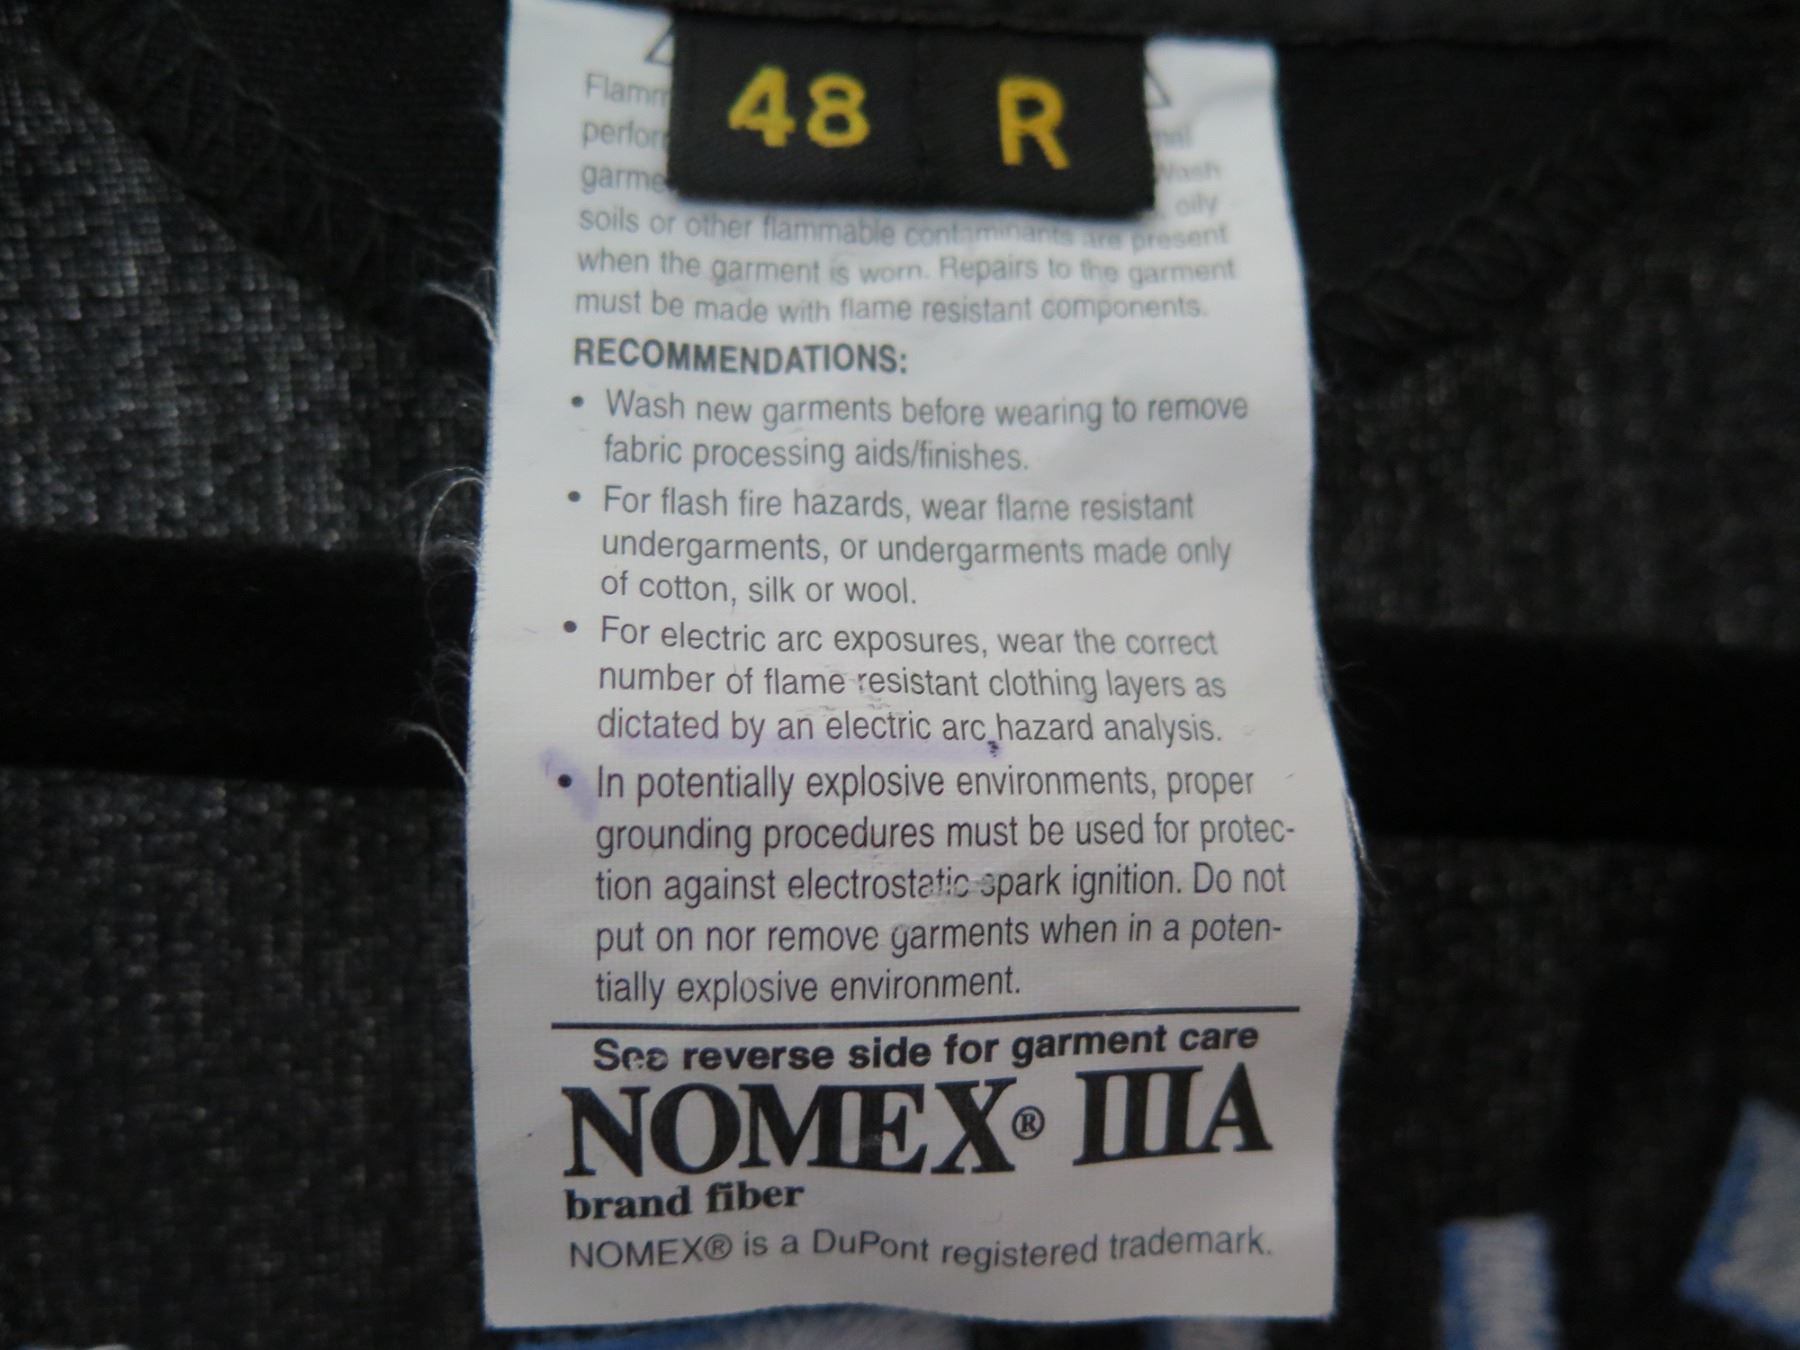 48 R
soils or other flammable contaminants are present
when the garment is worn. Repairs to the garment
must be made with flame resistant components.
RECOMMENDATIONS:
• Wash new garments before wearing to remove
fabric processing aids/finishes.
• For flash fire hazards, wear flame resistant
undergarments, or undergarments made only
of cotton, silk or wool.
• For electric arc exposures, wear the correct
number of flame resistant clothing layers as
dictated by an electric arc hazard analysis.
• In potentially explosive environments, proper
grounding procedures must be used for protec-
tion against electrostatic spark ignition. Do not
put on nor remove garments when in a poten-
tially explosive environment.
See reverse side for garment care
NOMEX® IIIA
brand fiber
NOMEX® is a DuPont registered trademark.